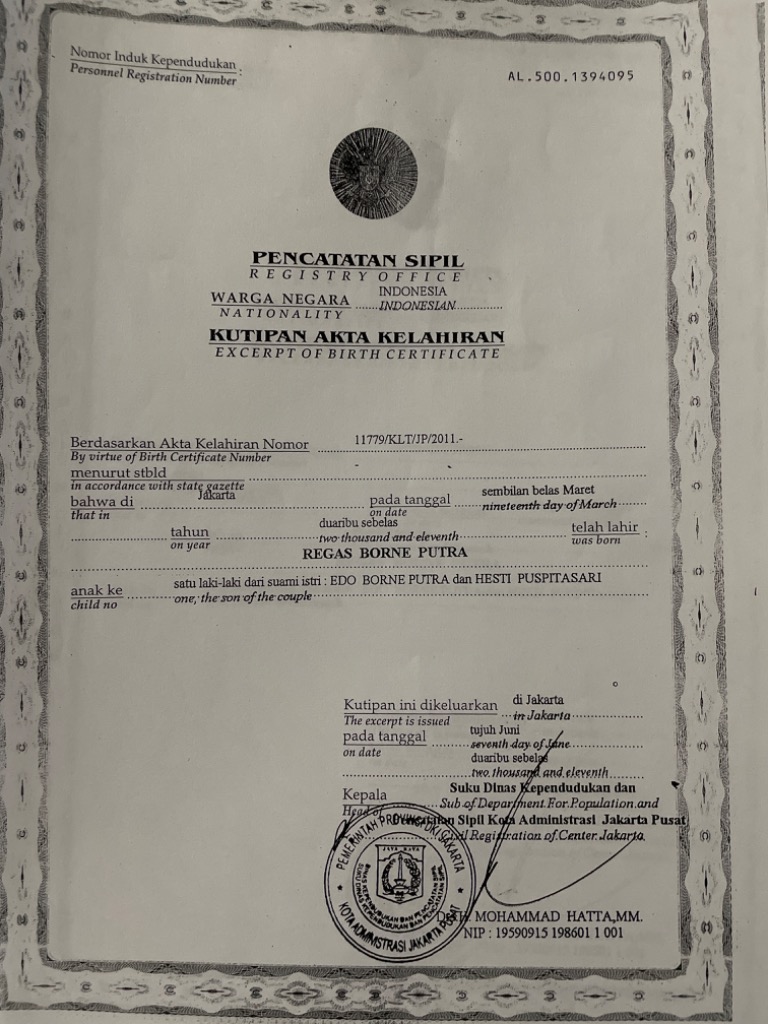 Nomor Induk Kependudukan :
Personnel Registration Number
AL.500.1394095
PENCATATAN SIPIL
REGISTRY OFFICE
INDONESIA
WARGA NEGARA ......INDONESIAN..............
NATIONALITY
KUTIPAN AKTA KELAHIRAN
EXCERPT OF BIRTH CERTIFICATE
Berdasarkan Akta Kelahiran Nomor 11779/KLT/JP/2011.-
By virtue of Birth Certificate Number
menurut stbld -
in accordance with state gazette
bahwa di Jakarta pada tanggal sembilan belas Maret
that in on date nineteenth day of March
tahun duaribu sebelas telah lahir :
on year two thousand and eleventh was born
REGAS BORNE PUTRA
anak ke satu laki-laki dari suami istri : EDO BORNE PUTRA dan HESTI PUSPITASARI
child no one, the son of the couple
Kutipan ini dikeluarkan di Jakarta
The excerpt is issued in Jakarta
pada tanggal tujuh Juni
on date seventh day of June
duaribu sebelas
two thousand and eleventh
Kepala Suku Dinas Kependudukan dan
Head of Sub of Department For Population and
Pencatatan Sipil Kota Administrasi Jakarta Pusat
Civil Registration of Center Jakarta
PEMERINTAH PROVINSI DKI JAKARTA
JAYA RAYA
SUKU DINAS KEPENDUDUKAN DAN PENCATATAN SIPIL
KOTA ADMINISTRASI JAKARTA PUSAT
MOHAMMAD HATTA,MM.
NIP : 19590915 198601 1 001